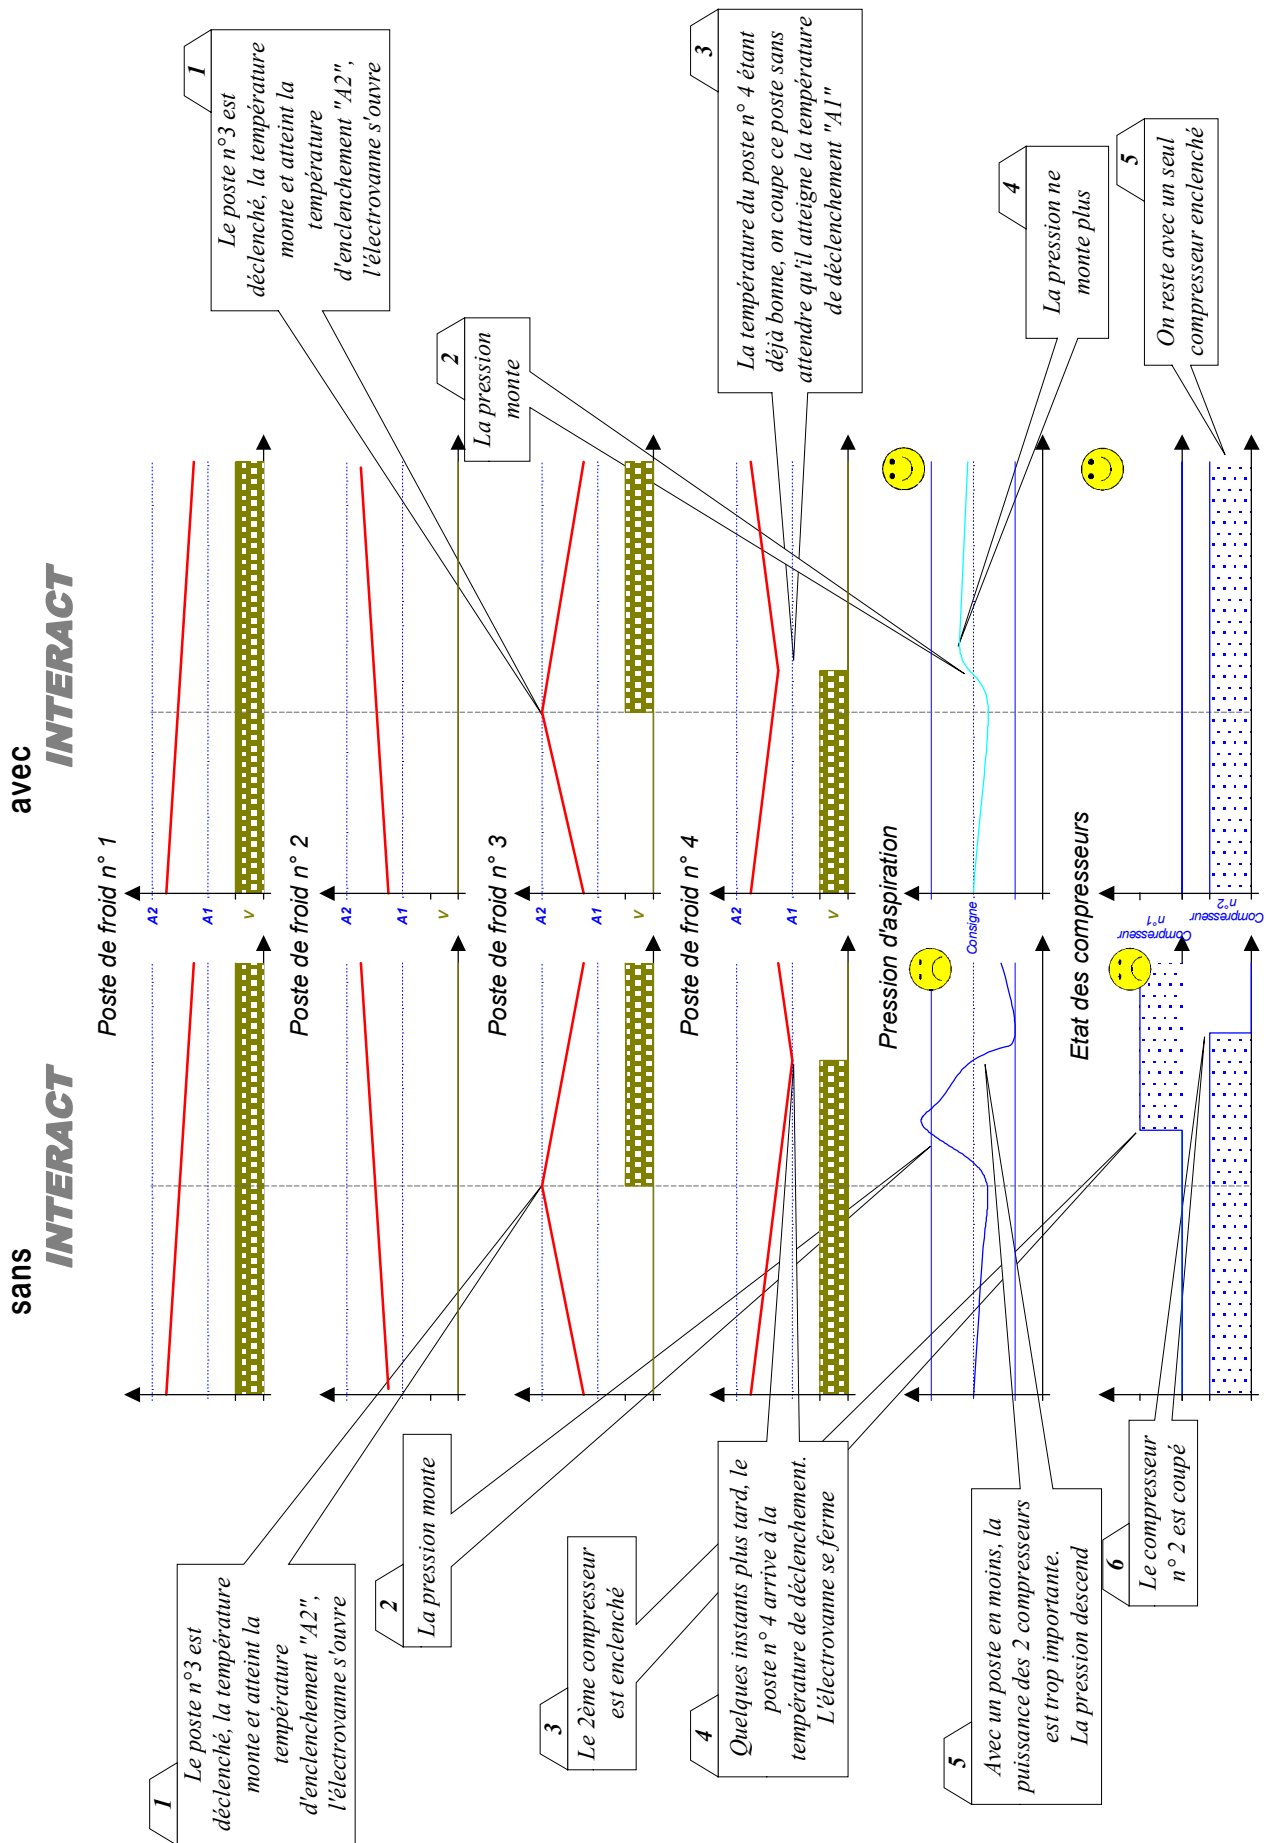 sans
INTERACT
avec
INTERACT
Poste de froid n° 1
A2
A1
V
Poste de froid n° 2
A2
A1
V
Poste de froid n° 3
A2
A1
V
Poste de froid n° 4
A2
A1
V
Pression d'aspiration
Consigne
Etat des compresseurs
Compresseur
n°1
Compresseur
n°2
1
Le poste n°3 est
déclenché, la température
monte et atteint la
température
d'enclenchement "A2",
l'électrovanne s'ouvre
2
La pression monte
3
Le 2ème compresseur
est enclenché
4
Quelques instants plus tard, le
poste n° 4 arrive à la
température de déclenchement.
L'électrovanne se ferme
5
Avec un poste en moins, la
puissance des 2 compresseurs
est trop importante.
La pression descend
6
Le compresseur
n° 2 est coupé
1
Le poste n°3 est
déclenché, la température
monte et atteint la
température
d'enclenchement "A2",
l'électrovanne s'ouvre
2
La pression
monte
3
La température du poste n° 4 étant
déjà bonne, on coupe ce poste sans
attendre qu'il atteigne la température
de déclenchement "A1"
4
La pression ne
monte plus
5
On reste avec un seul
compresseur enclenché